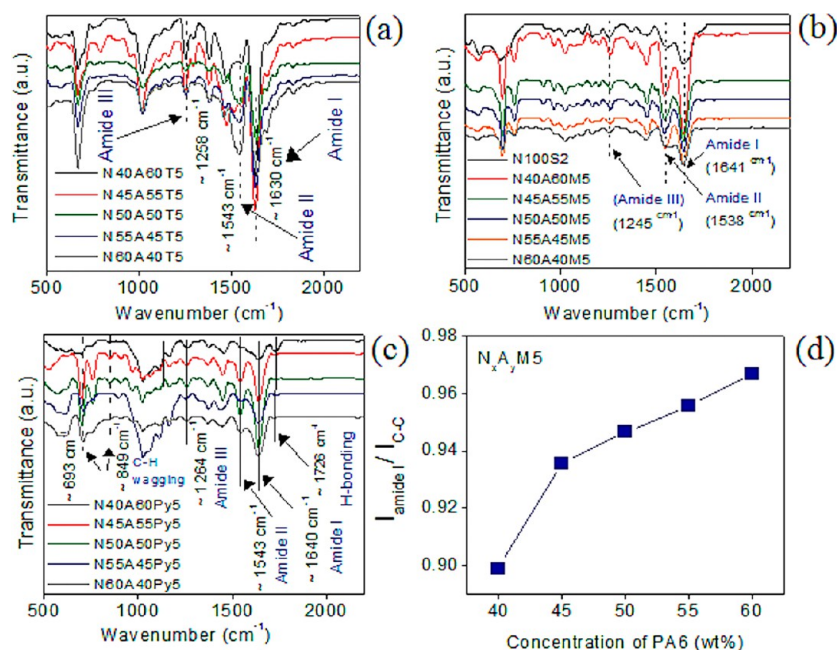 (a)
Transmittance (a.u.)
Amide III
~ 1258 cm-1
~ 1543 cm-1
Amide II
~ 1630 cm-1
Amide I
N40A60T5
N45A55T5
N50A50T5
N55A45T5
N60A40T5
500 1000 1500 2000
Wavenumber (cm-1)
(b)
Transmittance (a.u.)
N100S2
N40A60M5
N45A55M5
N50A50M5
N55A45M5
N60A40M5
(Amide III)
(1245 cm-1)
Amide I
(1641 cm-1)
Amide II
(1538 cm-1)
500 1000 1500 2000
Wavenumber (cm-1)
(c)
Transmittance (a.u.)
~ 693 cm-1
~ 849 cm-1
C-H
wagging
~ 1264 cm-1
Amide III
~ 1543 cm-1
Amide II
~ 1640 cm-1
Amide I
~ 1726 cm-1
H-bonding
N40A60Py5
N45A55Py5
N50A50Py5
N55A45Py5
N60A40Py5
500 1000 1500 2000
Wavenumber (cm-1)
(d)
NxAyM5
I amide I / I C-C
0.98
0.96
0.94
0.92
0.90
40 45 50 55 60
Concentration of PA6 (wt%)